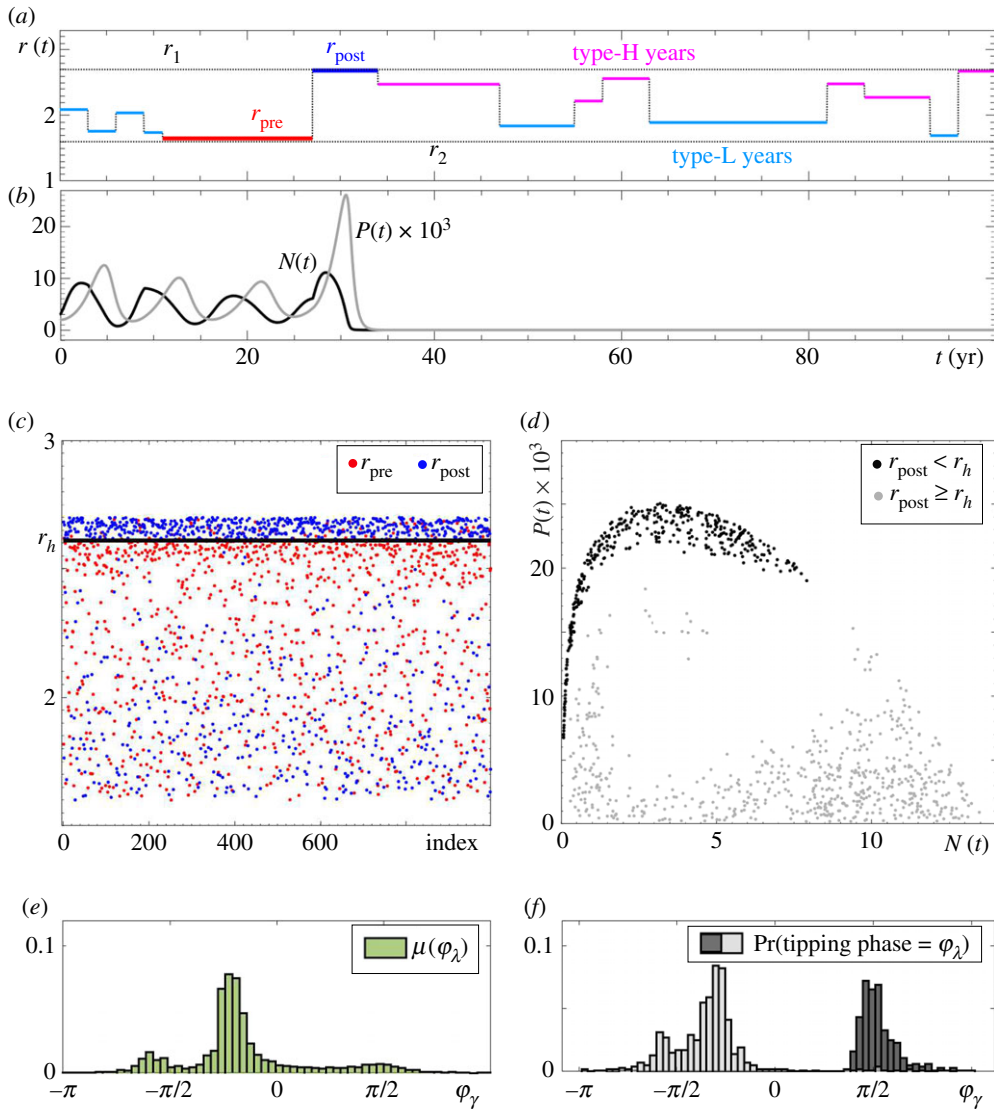 (a)
r (t)
r1
rpost
type-H years
2
rpre
r2
type-L years
1
(b)
20
P(t) × 10³
N(t)
10
0
0 20 40 60 80 t (yr)
(c)
3
rpre rpost
rh
2
0 200 400 600 index
(d)
P(t) × 10³
rpost < rh
rpost ≥ rh
20
10
0
0 5 10 N (t)
(e)
0.1
μ(φλ)
0
−π −π/2 0 π/2 φγ
(f)
0.1
Pr(tipping phase = φλ)
0
−π −π/2 0 π/2 φγ